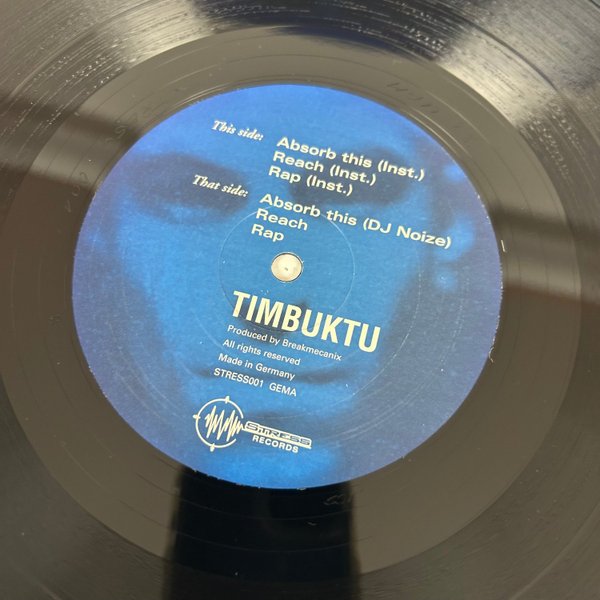 This side:
Absorb this (Inst.)
Reach (Inst.)
Rap (Inst.)
That side:
Absorb this (DJ Noize)
Reach
Rap
TIMBUKTU
Produced by Breakmecanix
All rights reserved
Made in Germany
STRESS001 GEMA
STRESS
RECORDS